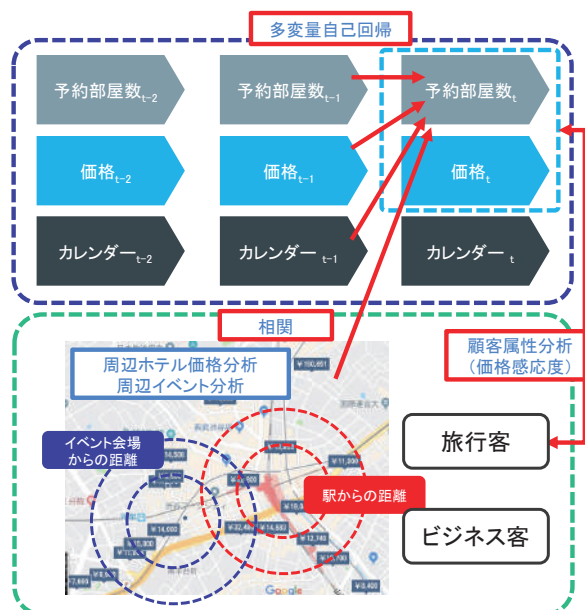 多変量自己回帰
予約部屋数t-2
予約部屋数t-1
予約部屋数t
価格t-2
価格t-1
価格t
カレンダー t-2
カレンダー t-1
カレンダー t
相関
周辺ホテル価格分析
周辺イベント分析
顧客属性分析
(価格感応度)
イベント会場
からの距離
駅からの距離
旅行客
ビジネス客
¥11,000
¥14,000
¥8,400
Google